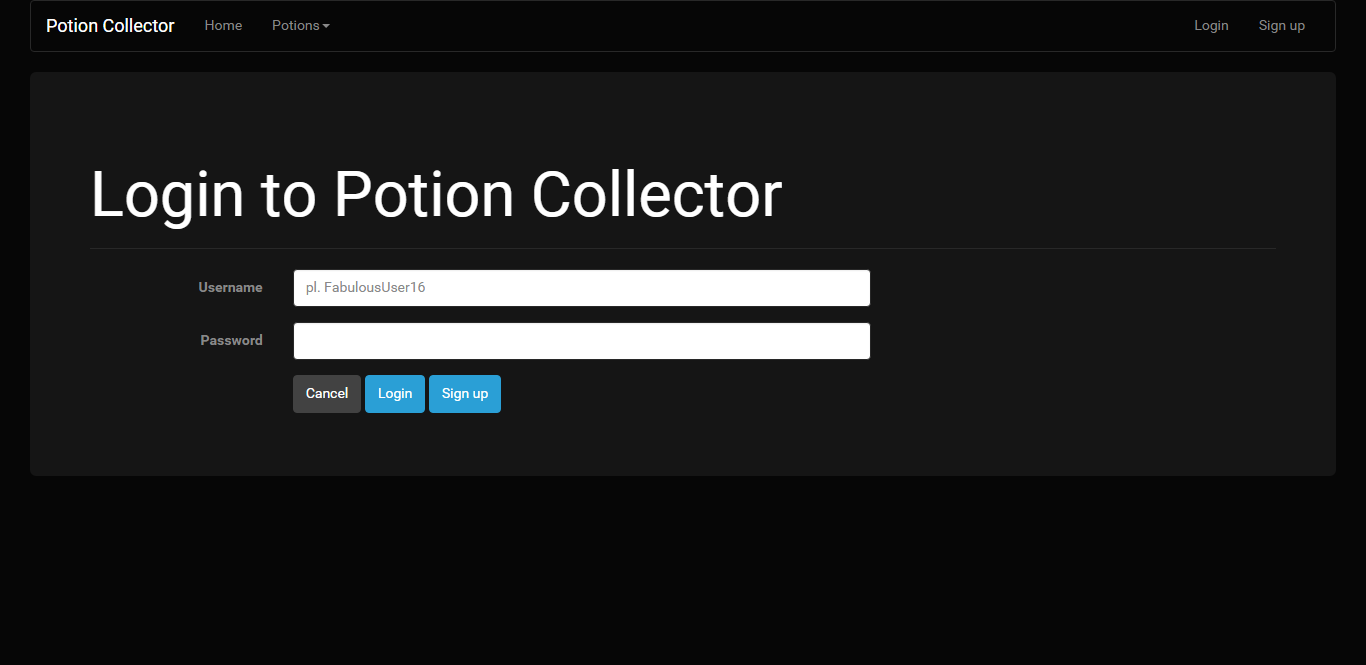 Potion Collector Home Potions Login Sign up
Login to Potion Collector
Username pl. FabulousUser16
Password
Cancel Login Sign up